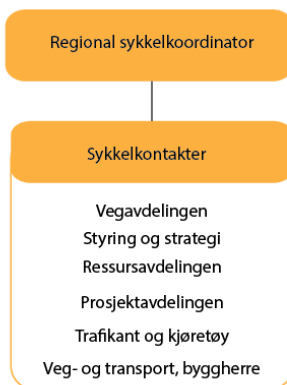 Regional sykkelkoordinator
Sykkelkontakter
Vegavdelingen
Styring og strategi
Ressursavdelingen
Prosjektavdelingen
Trafikant og kjøretøy
Veg- og transport, byggherre